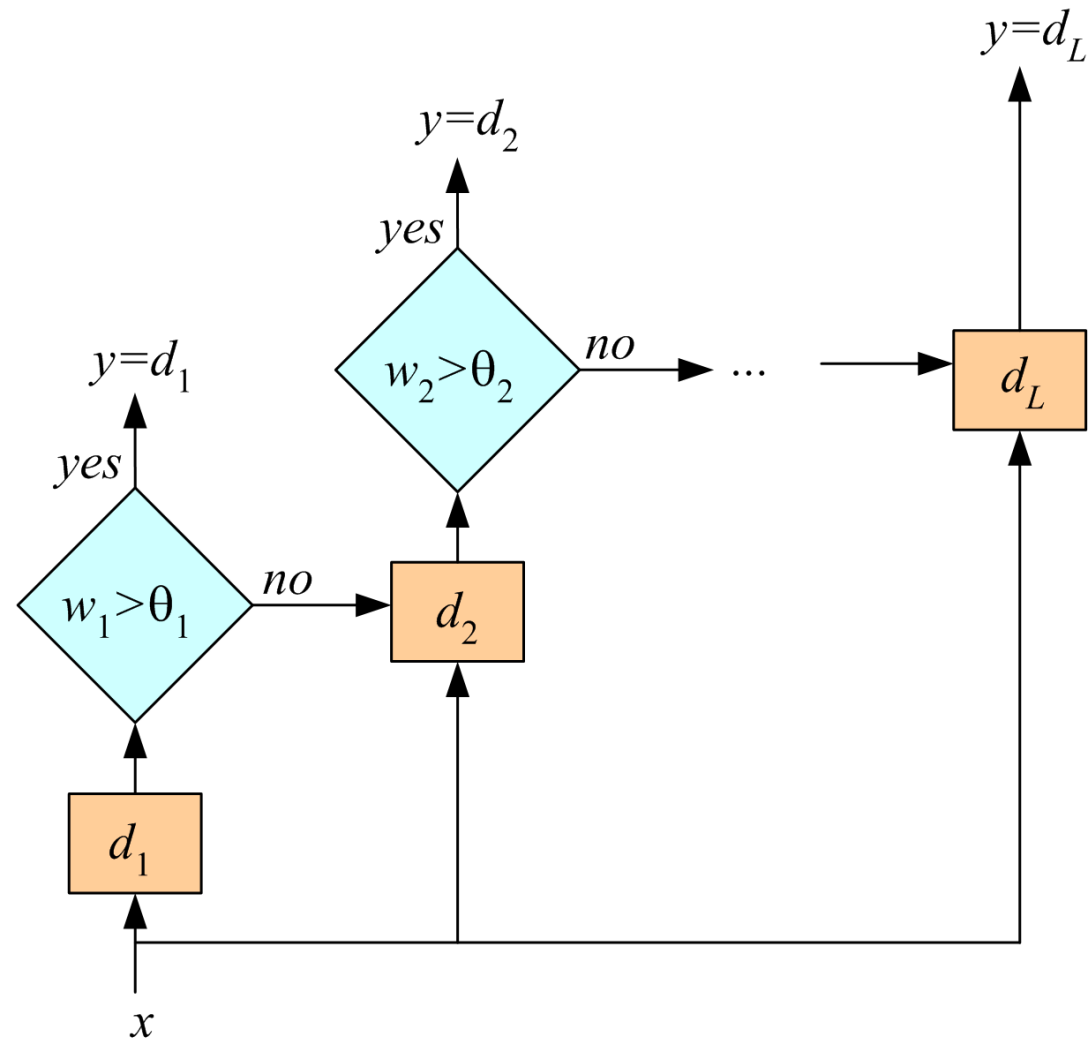 y=d_L
y=d_2
yes
w_2>θ_2
no
...
d_L
y=d_1
yes
w_1>θ_1
no
d_2
d_1
x